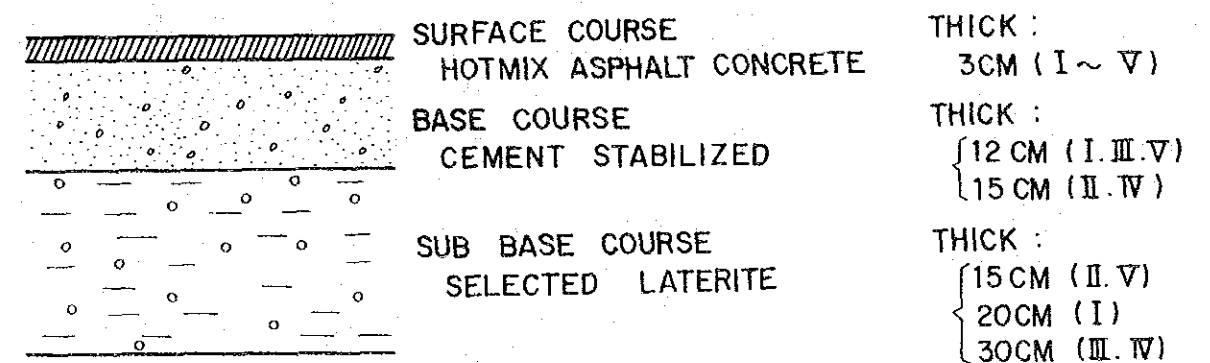 SURFACE COURSE
HOTMIX ASPHALT CONCRETE
THICK :
3CM (I ~ V)
BASE COURSE
CEMENT STABILIZED
THICK :
12 CM (I. III. V)
15 CM (II. IV)
SUB BASE COURSE
SELECTED LATERITE
THICK :
15 CM (II. V)
20CM (I)
30CM (III. IV)